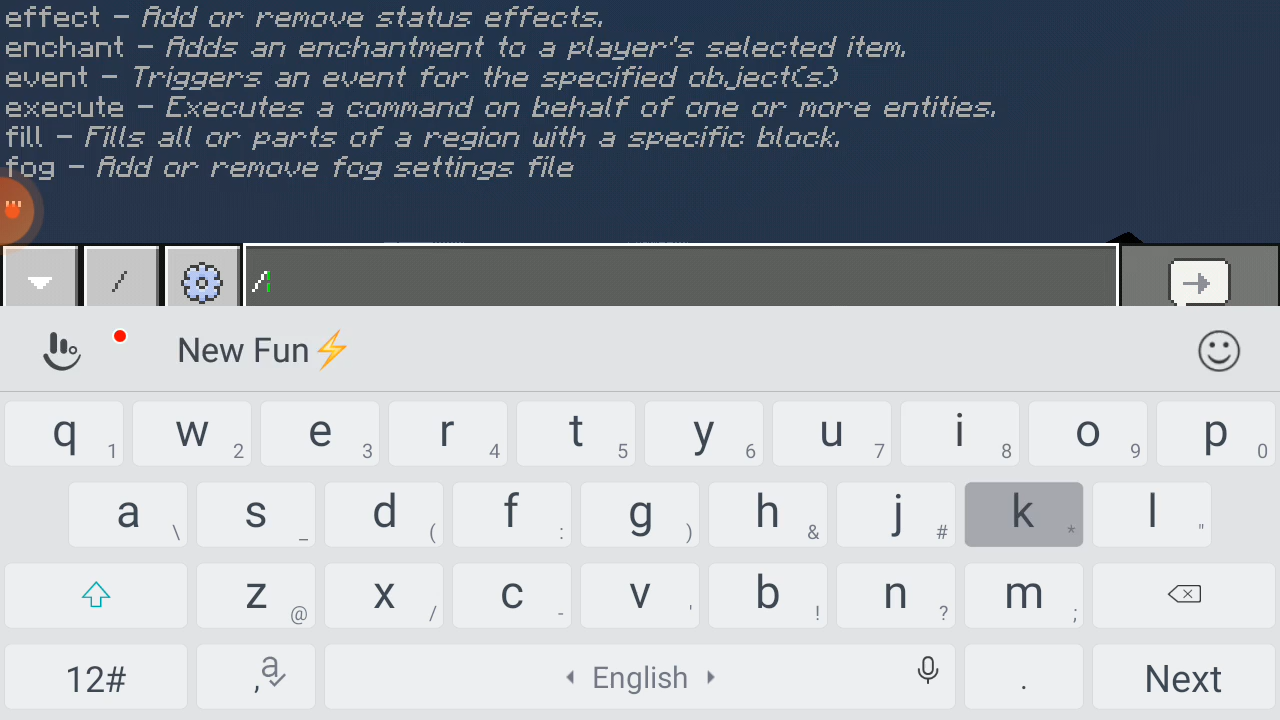 effect - Add or remove status effects.
enchant - Adds an enchantment to a player's selected item.
event - Triggers an event for the specified object(s)
execute - Executes a command on behalf of one or more entities.
fill - Fills all or parts of a region with a specific block.
fog - Add or remove fog settings file
/ /
New Fun⚡
q 1 w 2 e 3 r 4 t 5 y 6 u 7 i 8 o 9 p 0
a \ s _ d ( f : g ) h & j # k * l "
z @ x / c - v ' b ! n ? m ;
12# , a English . Next